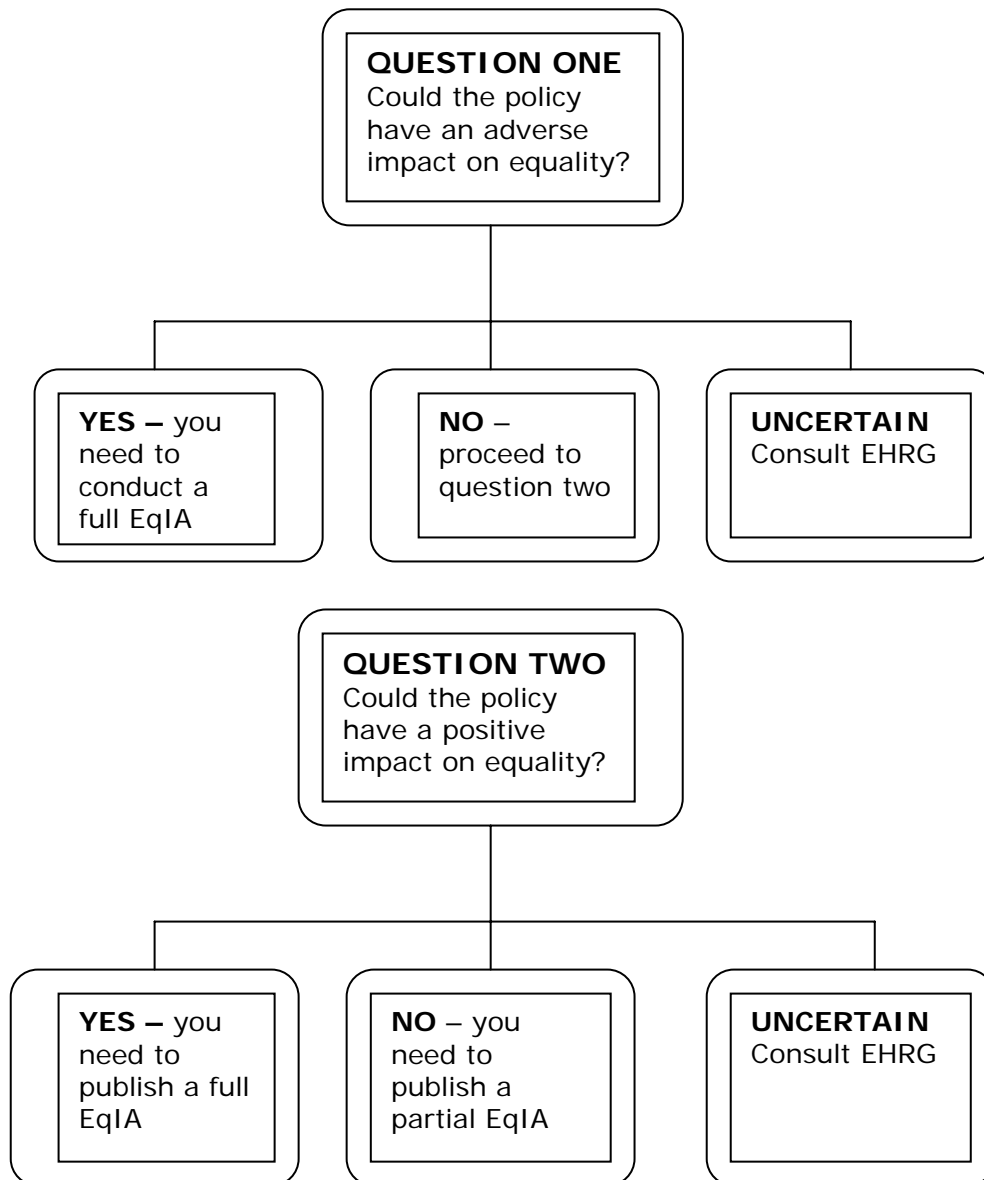 QUESTION ONE
Could the policy
have an adverse
impact on equality?
YES – you
need to
conduct a
full EqIA
NO –
proceed to
question two
UNCERTAIN
Consult EHRG
QUESTION TWO
Could the policy
have a positive
impact on equality?
YES – you
need to
publish a full
EqIA
NO – you
need to
publish a
partial EqIA
UNCERTAIN
Consult EHRG